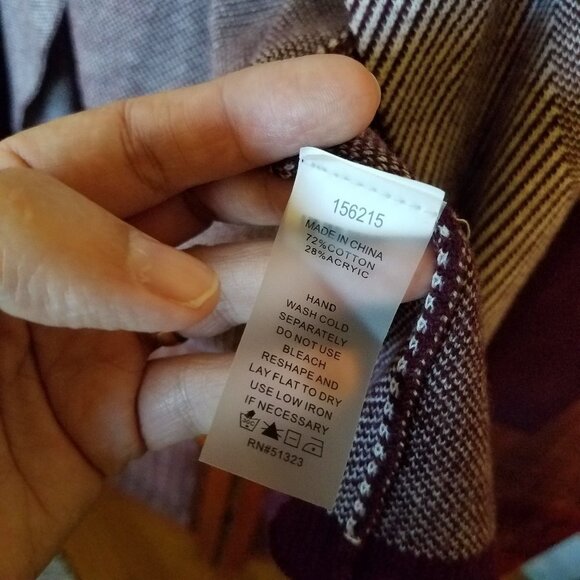 156215
MADE IN CHINA
72%COTTON
28%ACRYIC
HAND
WASH COLD
SEPARATELY
DO NOT USE
BLEACH
RESHAPE AND
LAY FLAT TO DRY
USE LOW IRON
IF NECESSARY
RN#51323